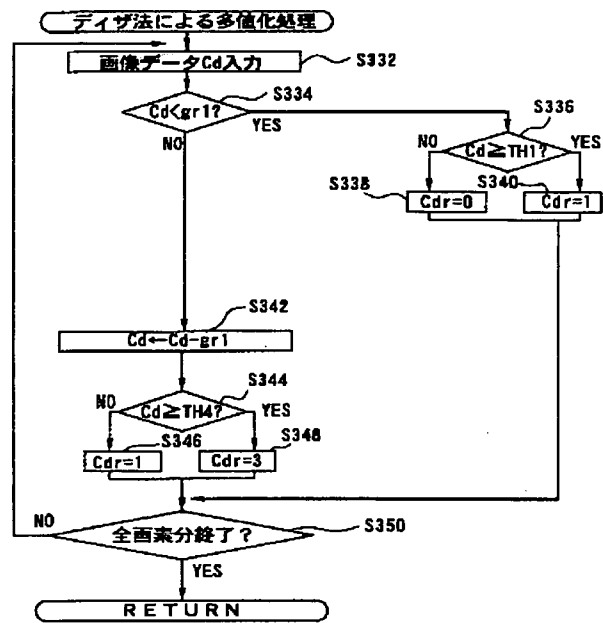 ディザ法による多値化処理
画像データCd入力
S332
Cd<gr1?
S334
YES
NO
S336
Cd≧TH1?
NO
YES
S338
S340
Cdr=0
Cdr=1
S342
Cd←Cd-gr1
S344
Cd≧TH4?
NO
YES
S346
S348
Cdr=1
Cdr=3
S350
全画素分終了?
NO
YES
RETURN